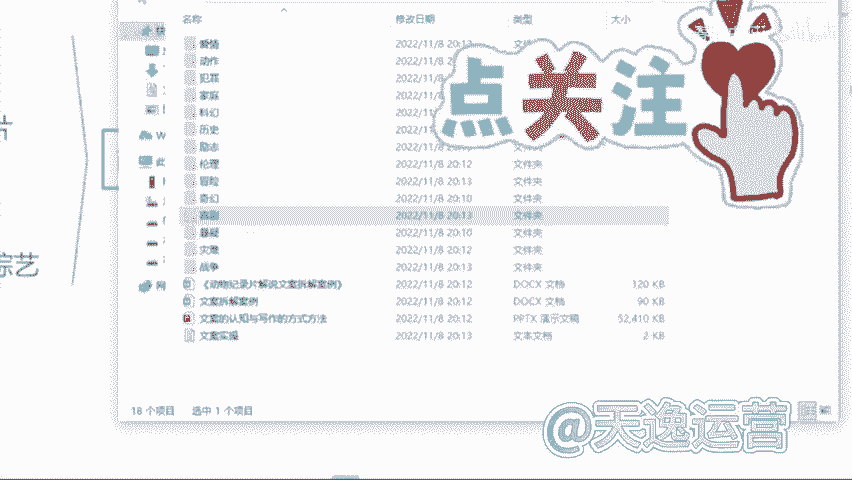 名称 修改日期 类型 大小
爱情 2022/11/8 20:12
动作 2022/11/8 20:12
犯罪 2022/11/8 20:12
家庭 2022/11/8 20:12
科幻 2022/11/8 20:12
历史 2022/11/8
励志 2022/11/8
伦理 2022/11/8 20:12 文件夹
冒险 2022/11/8 20:13 文件夹
奇幻 2022/11/8 20:10 文件夹
喜剧 2022/11/8 20:13 文件夹
悬疑 2022/11/8 20:10 文件夹
灾难 2022/11/8 20:12 文件夹
战争 2022/11/8 20:13 文件夹
《动物纪录片解说文案拆解案例》 2022/11/8 20:12 DOCX 文档 120 KB
文案拆解案例 2022/11/8 20:12 DOCX 文档 90 KB
文案的认知与写作的方式方法 2022/11/8 20:12 PPTX 演示文稿 52,410 KB
文案实操 2022/11/8 20:13 文本文档 2 KB
18 个项目 选中 1 个项目
点关注
综艺
@天逸运营